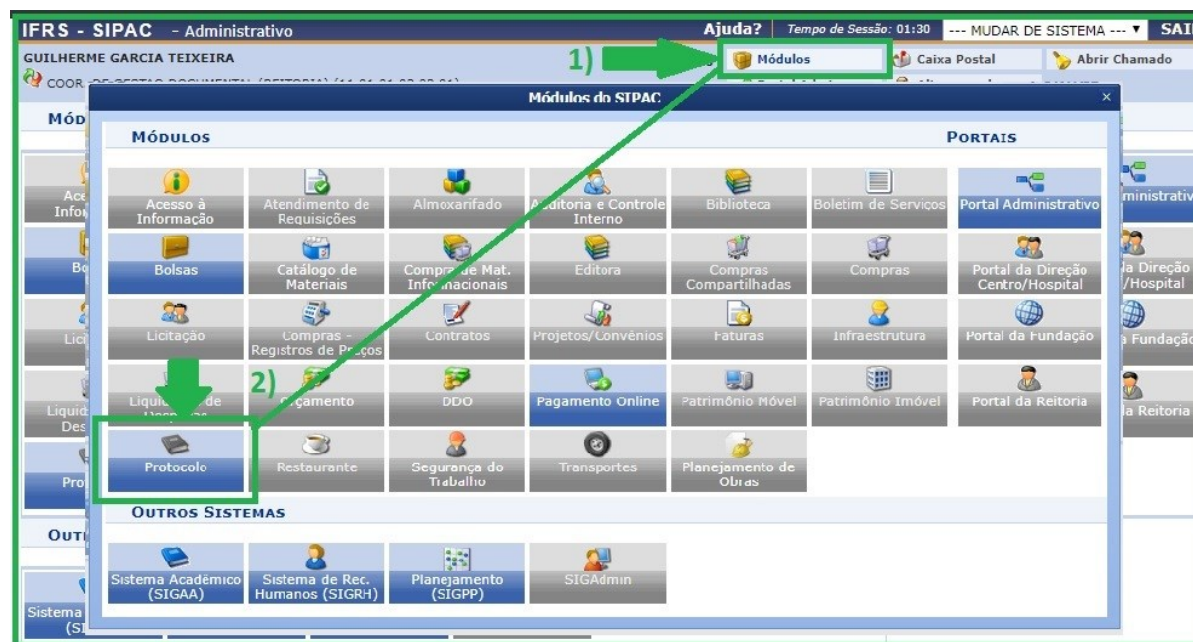 IFRS - SIPAC - Administrativo
Ajuda?
Tempo de Sessão: 01:30
--- MUDAR DE SISTEMA ---
SAIR
GUILHERME GARCIA TEIXEIRA
1)
Módulos
Caixa Postal
Abrir Chamado
Módulos do SIPAC
×
MÓDULOS
PORTAIS
Acesso à
Informação
Atendimento de
Requisições
Almoxarifado
Auditoria e Controle
Interno
Biblioteca
Boletim de Serviços
Portal Administrativo
Bolsas
Catálogo de
Materiais
Compra de Mat.
Informacionais
Editora
Compras
Compartilhadas
Compras
Portal da Direção
Centro/Hospital
Licitação
Compras -
Registros de Preços
Contratos
Projetos/Convênios
Faturas
Infraestrutura
Portal da Fundação
2)
Orçamento
DDO
Pagamento Online
Patrimônio Móvel
Patrimônio Imóvel
Portal da Reitoria
Protocolo
Restaurante
Segurança do
Trabalho
Transportes
Planejamento de
Obras
OUTROS SISTEMAS
Sistema Acadêmico
(SIGAA)
Sistema de Rec.
Humanos (SIGRH)
Planejamento
(SIGPP)
SIGAdmin